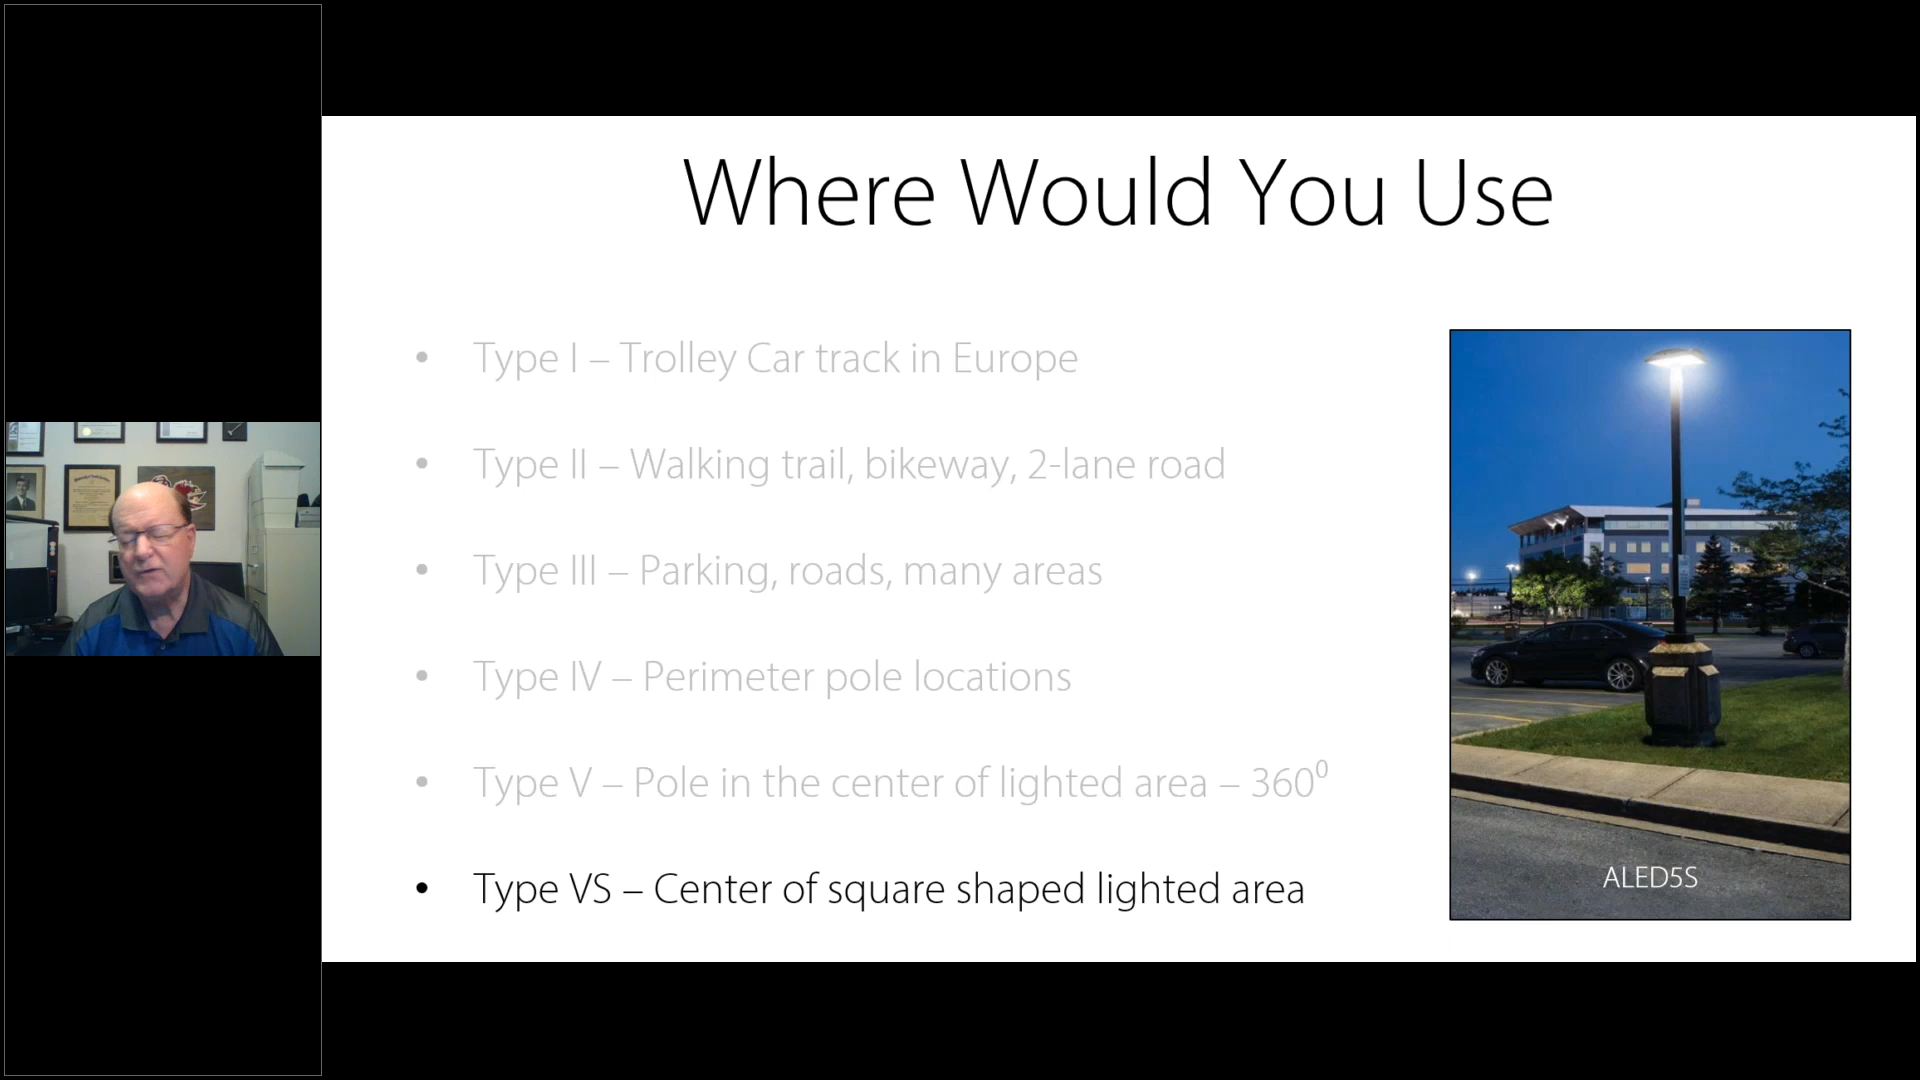 Where Would You Use
• Type I – Trolley Car track in Europe
• Type II – Walking trail, bikeway, 2-lane road
• Type III – Parking, roads, many areas
• Type IV – Perimeter pole locations
• Type V – Pole in the center of lighted area – 360⁰
• Type VS – Center of square shaped lighted area
ALED5S